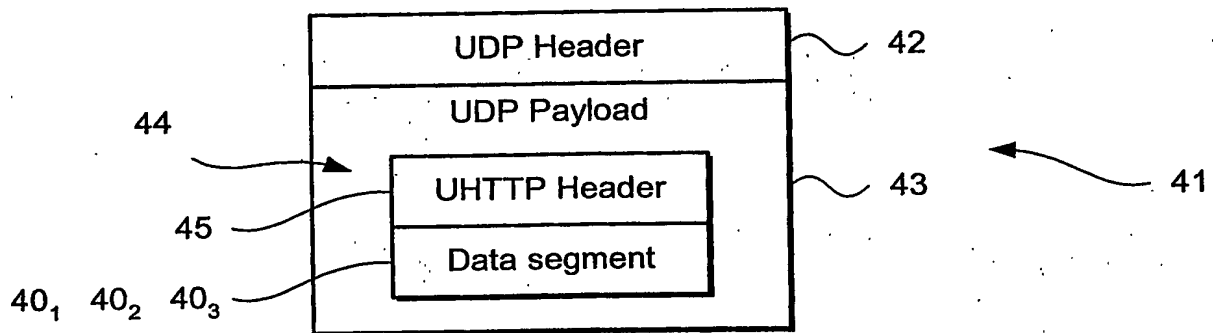 UDP Header
42
UDP Payload
44
UHTTP Header
43
41
45
Data segment
40₁ 40₂ 40₃